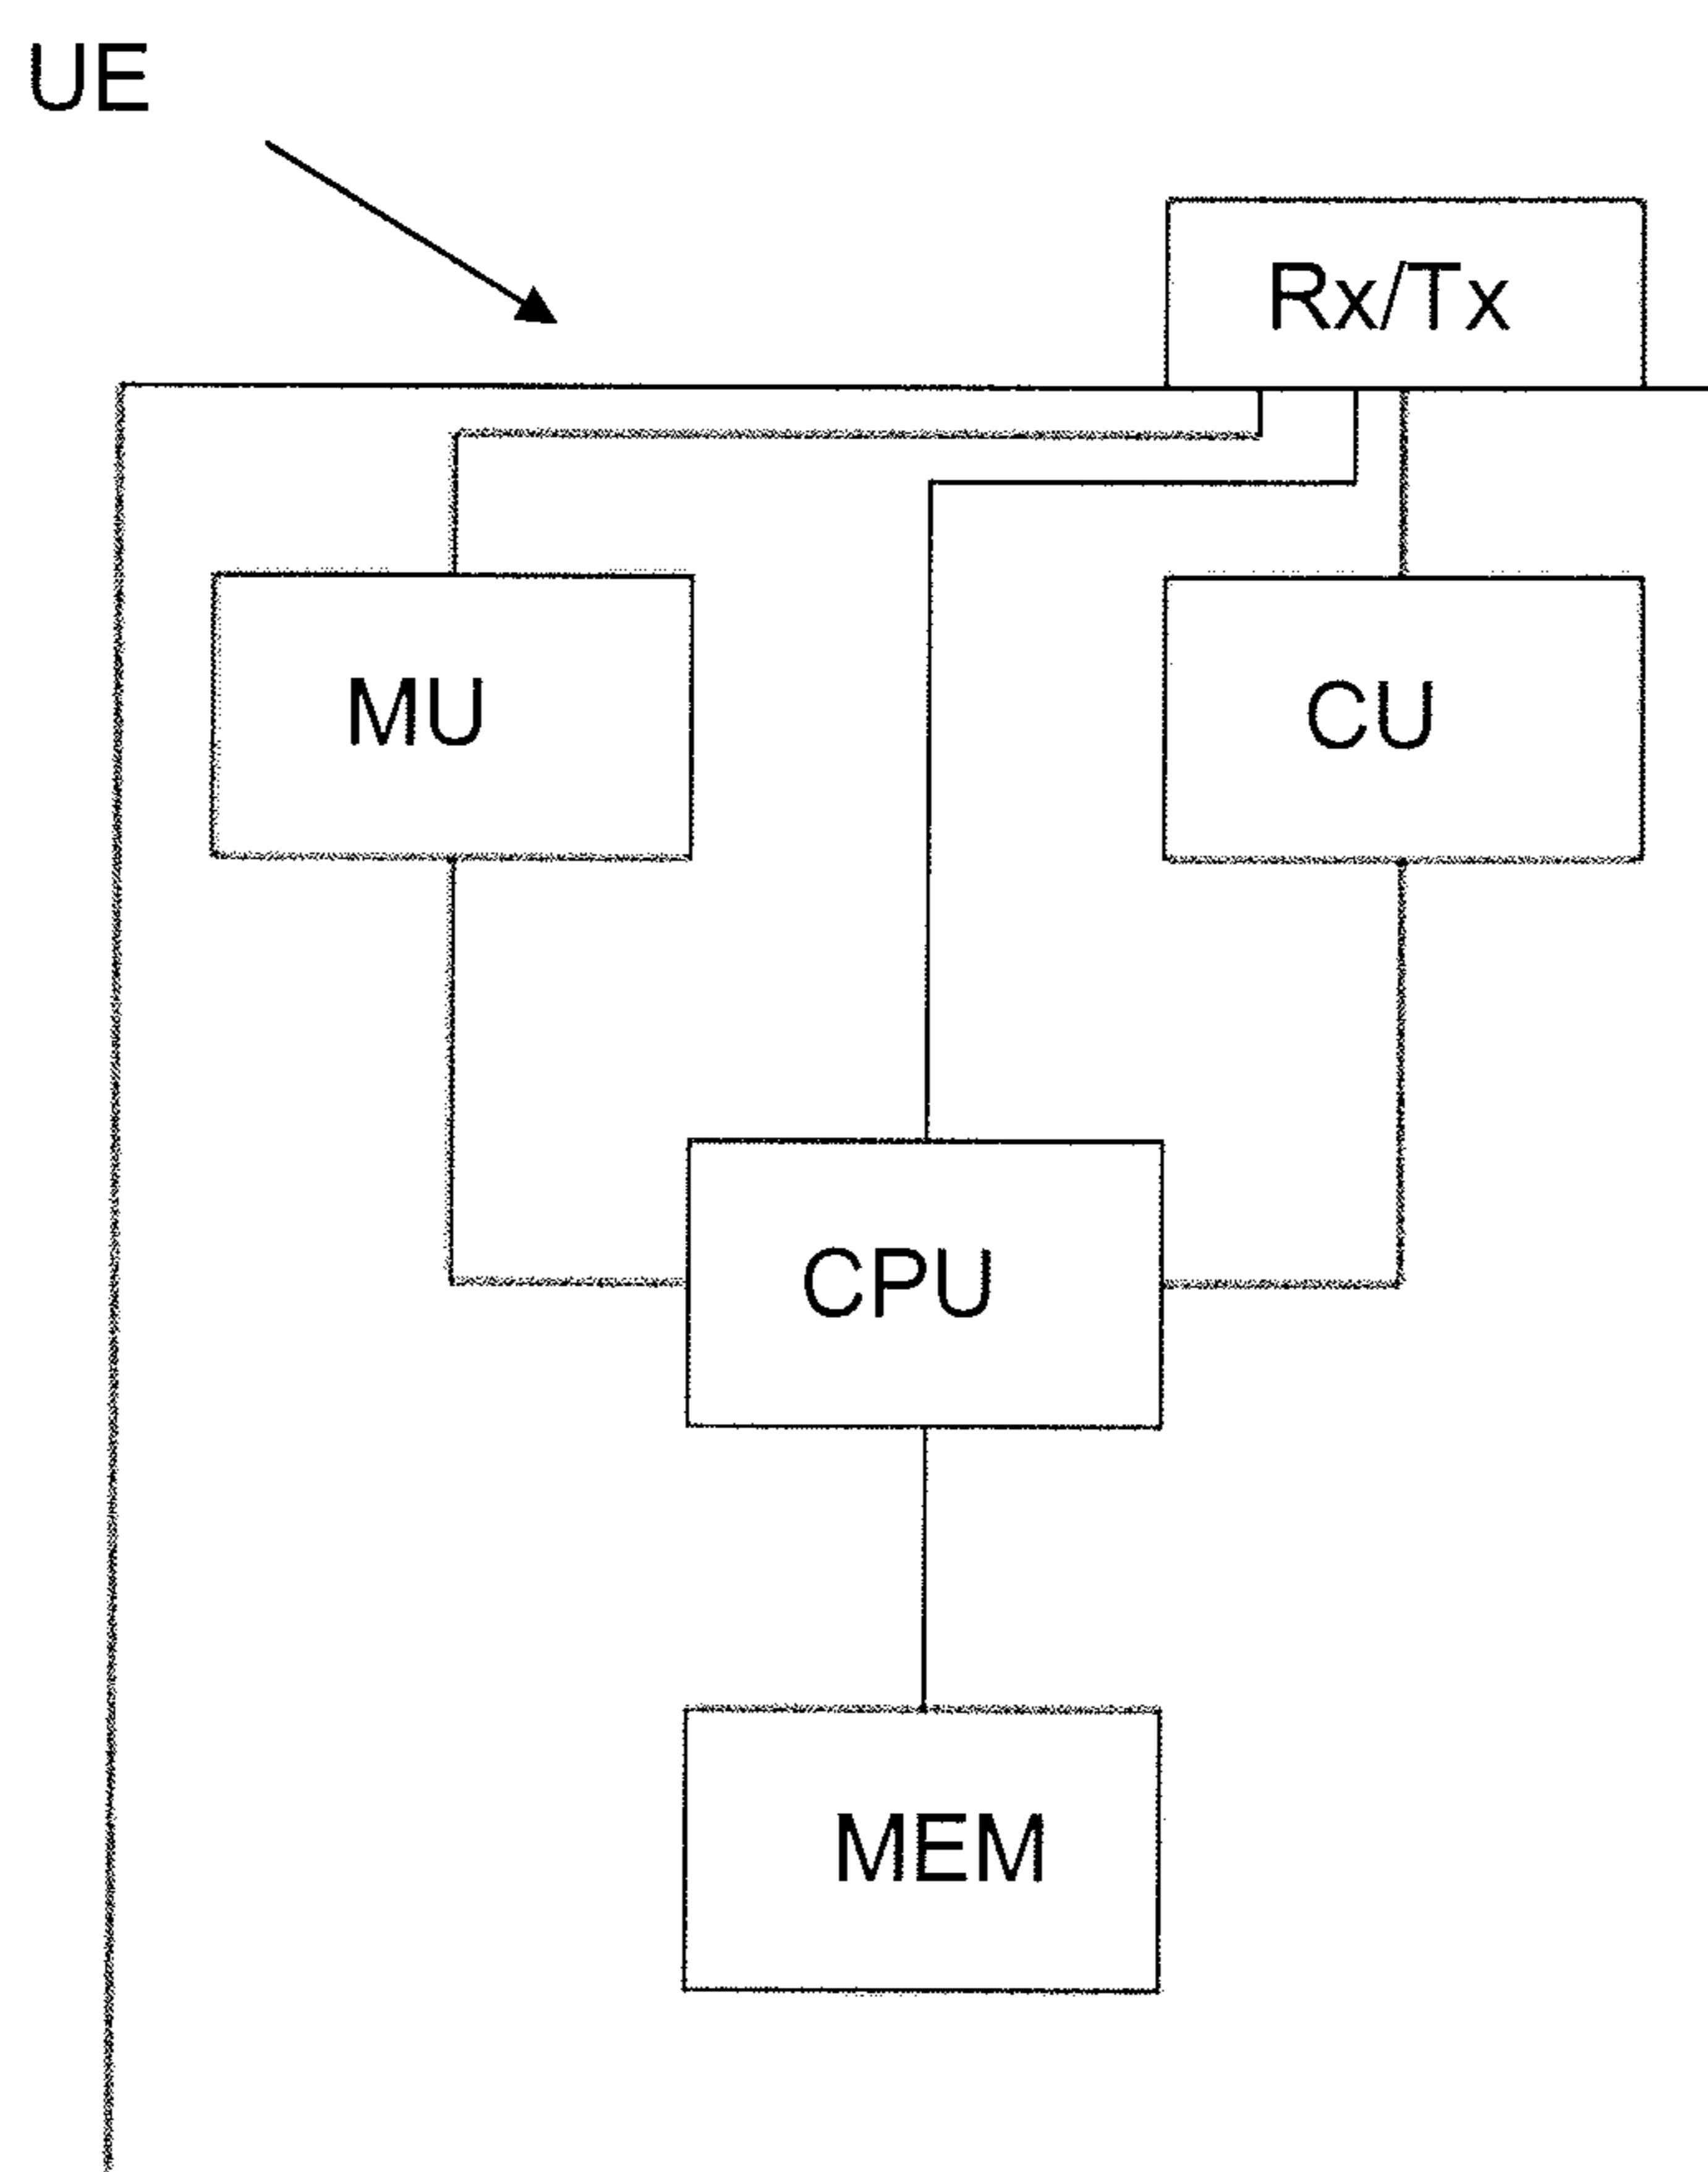 UE
Rx/Tx
MU
CU
CPU
MEM